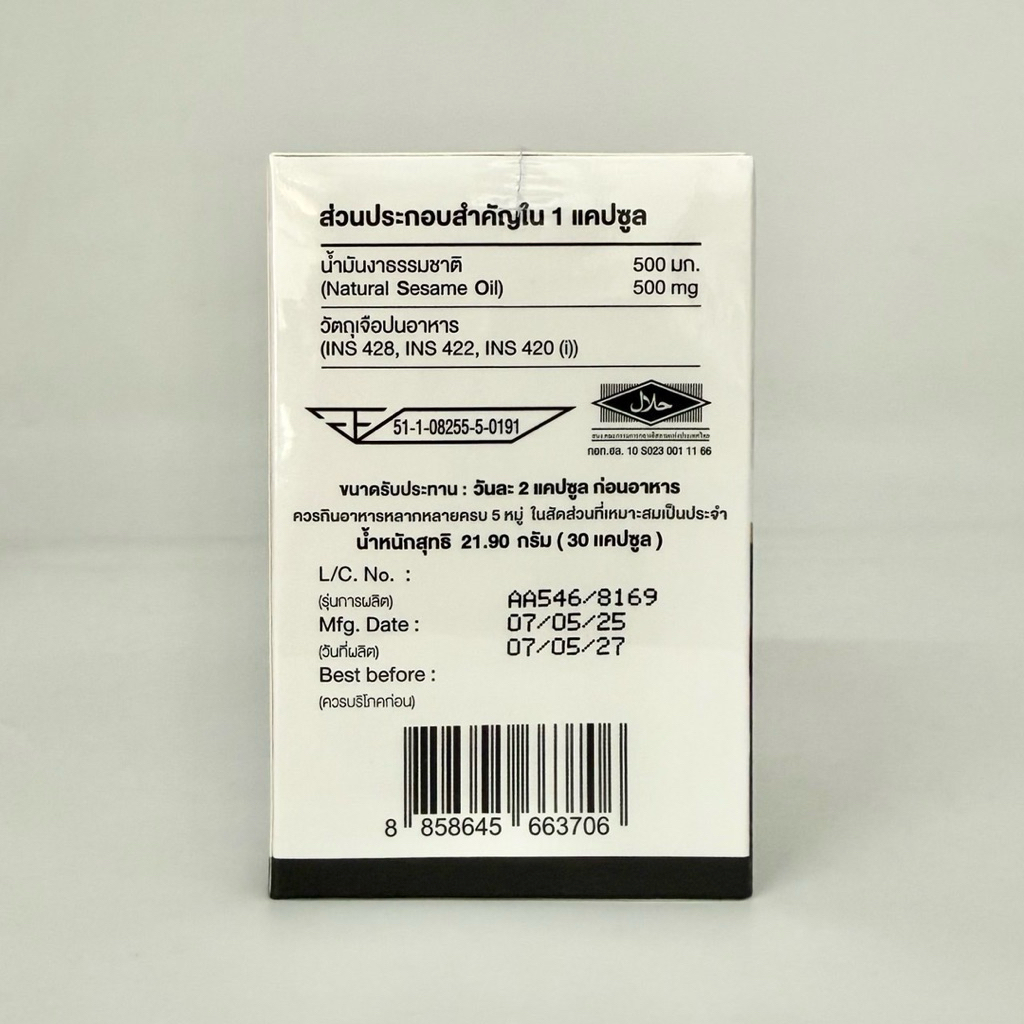 ส่วนประกอบสำคัญใน 1 แคปซูล
น้ำมันงาธรรมชาติ 500 มก.
(Natural Sesame Oil) 500 mg
วัตถุเจือปนอาหาร
(INS 428, INS 422, INS 420 (i))
51-1-08255-5-0191
حلال
กอท.ฮล. 10 S023 001 11 66
ขนาดรับประทาน : วันละ 2 แคปซูล ก่อนอาหาร
ควรกินอาหารหลากหลายครบ 5 หมู่ ในสัดส่วนที่เหมาะสมเป็นประจำ
น้ำหนักสุทธิ 21.90 กรัม ( 30 แคปซูล )
L/C. No. :
(รุ่นการผลิต) AA546/8169
Mfg. Date : 07/05/25
(วันที่ผลิต) 07/05/27
Best before :
(ควรบริโภคก่อน)
8 858645 663706